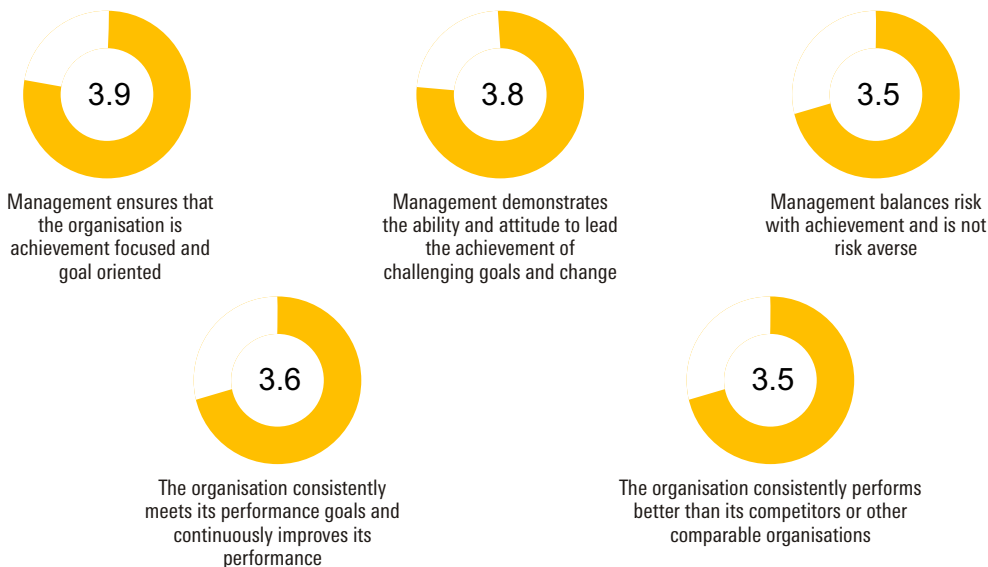 3.9
Management ensures that
the organisation is
achievement focused and
goal oriented
3.8
Management demonstrates
the ability and attitude to lead
the achievement of
challenging goals and change
3.5
Management balances risk
with achievement and is not
risk averse
3.6
The organisation consistently
meets its performance goals and
continuously improves its
performance
3.5
The organisation consistently performs
better than its competitors or other
comparable organisations